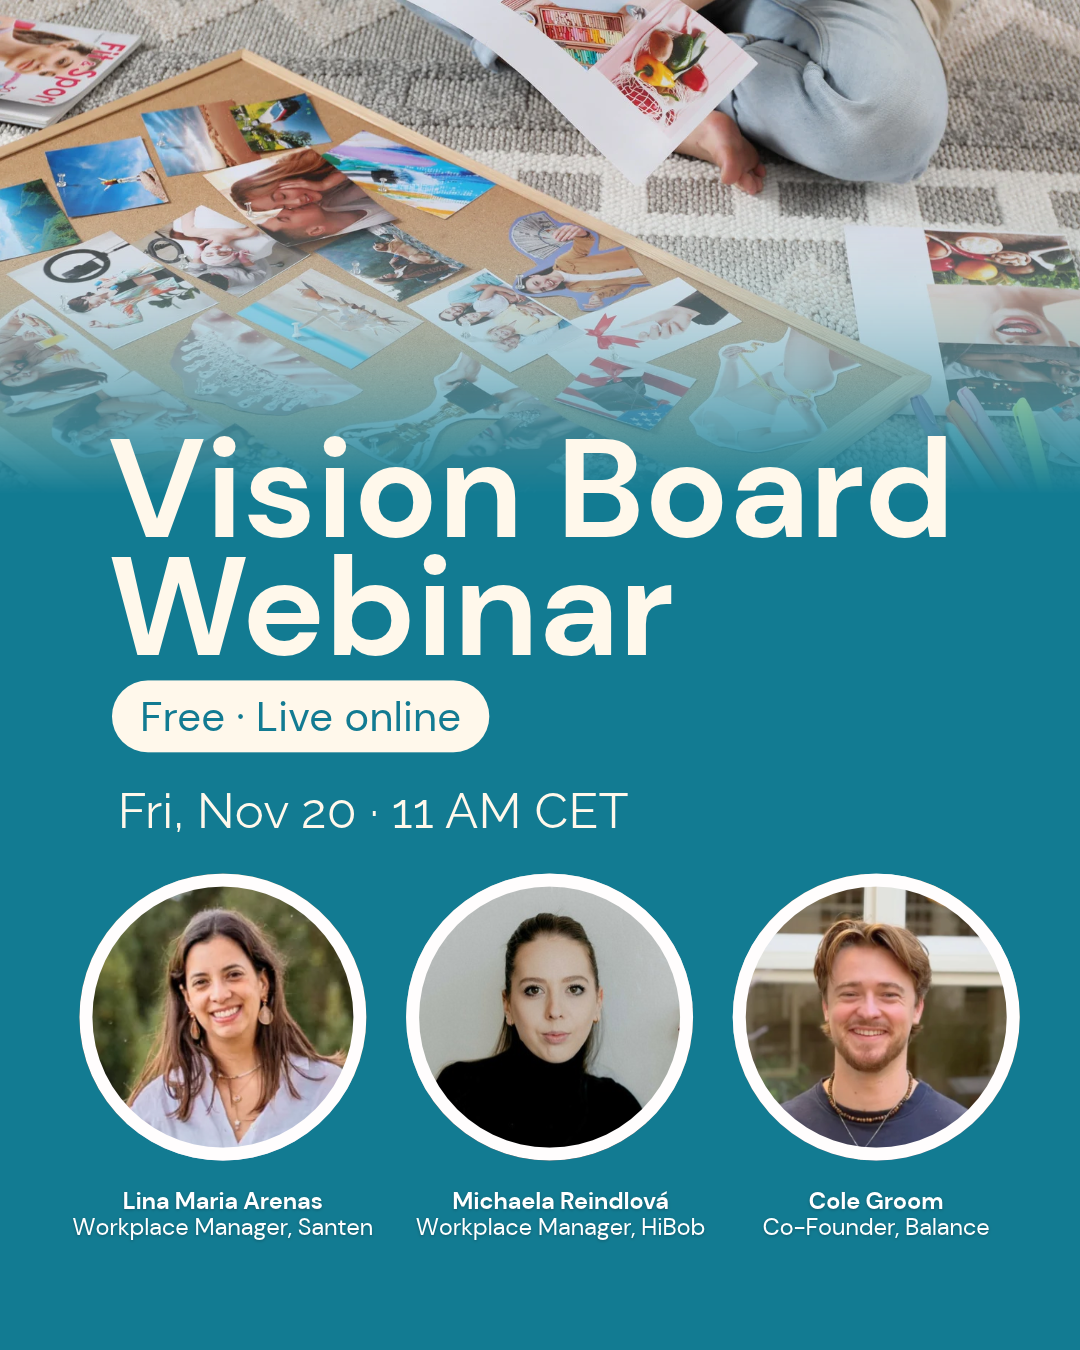 Vision Board
Webinar
Free · Live online
Fri, Nov 20 · 11 AM CET
Lina Maria Arenas
Workplace Manager, Santen
Michaela Reindlová
Workplace Manager, HiBob
Cole Groom
Co-Founder, Balance